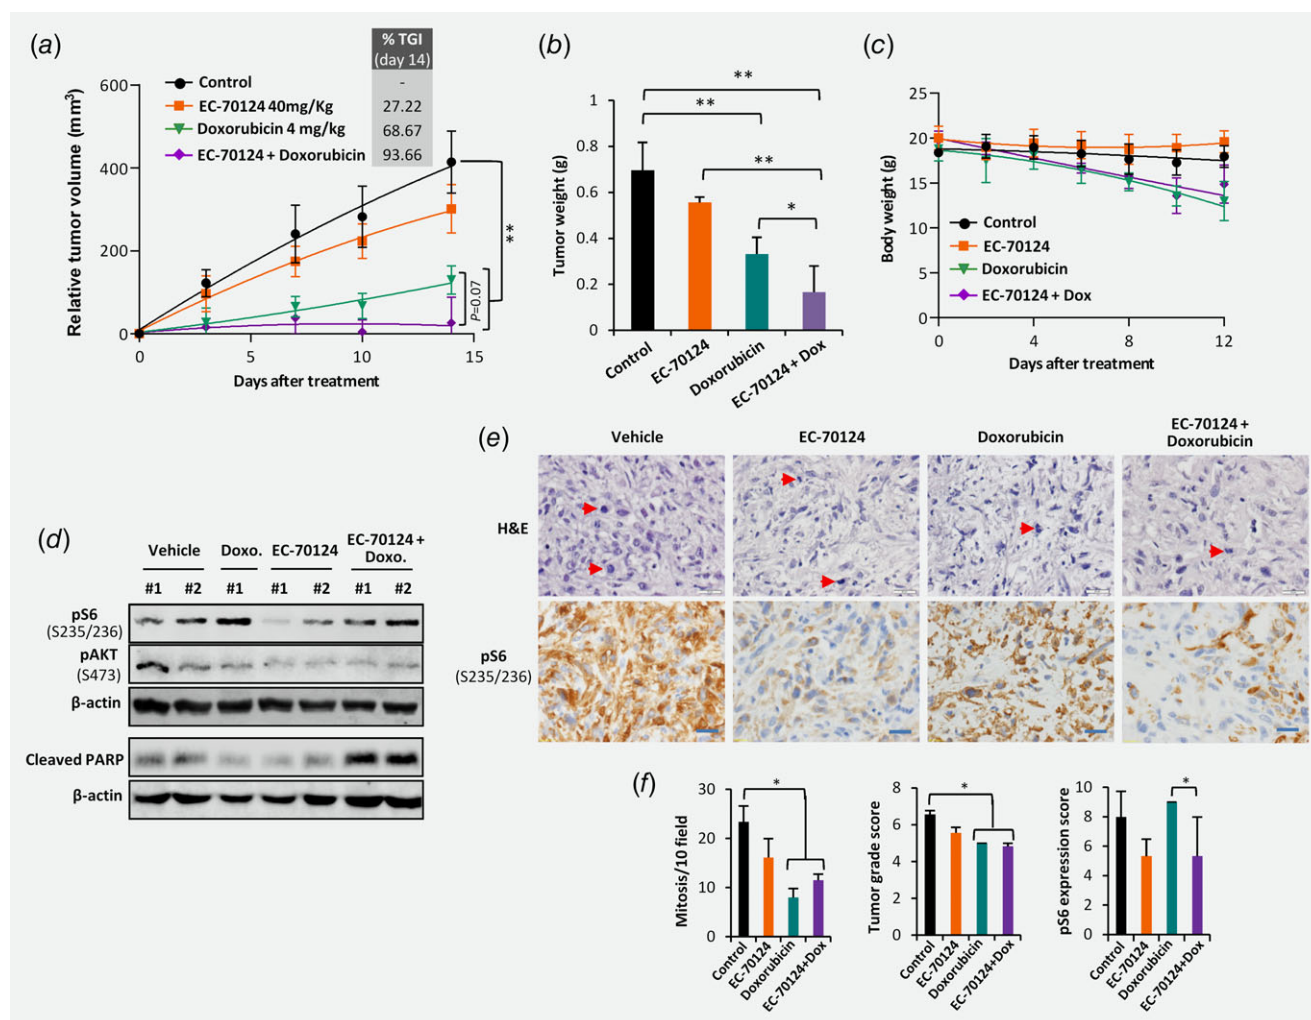 (a)
% TGI
(day 14)
-
27.22
68.67
93.66
Control
EC-70124 40mg/Kg
Doxorubicin 4 mg/kg
EC-70124 + Doxorubicin
Relative tumor volume (mm³)
600
400
200
0
0
5
10
15
Days after treatment
**
P=0.07
(b)
Tumor weight (g)
1
0.8
0.6
0.4
0.2
0
**
**
**
*
Control
EC-70124
Doxorubicin
EC-70124 + Dox
(c)
Body weight (g)
25
20
15
10
5
0
0
4
8
12
Days after treatment
Control
EC-70124
Doxorubicin
EC-70124 + Dox
(d)
Vehicle
Doxo.
EC-70124
EC-70124 +
Doxo.
#1 #2 #1 #1 #2 #1 #2
pS6
(S235/236)
pAKT
(S473)
β-actin
Cleaved PARP
β-actin
(e)
Vehicle
EC-70124
Doxorubicin
EC-70124 +
Doxorubicin
H&E
pS6
(S235/236)
(f)
Mitosis/10 field
30
20
10
0
*
Control
EC-70124
Doxorubicin
EC-70124+Dox
Tumor grade score
8
6
4
2
0
*
Control
EC-70124
Doxorubicin
EC-70124+Dox
pS6 expression score
10
8
6
4
2
0
*
Control
EC-70124
Doxorubicin
EC-70124+Dox